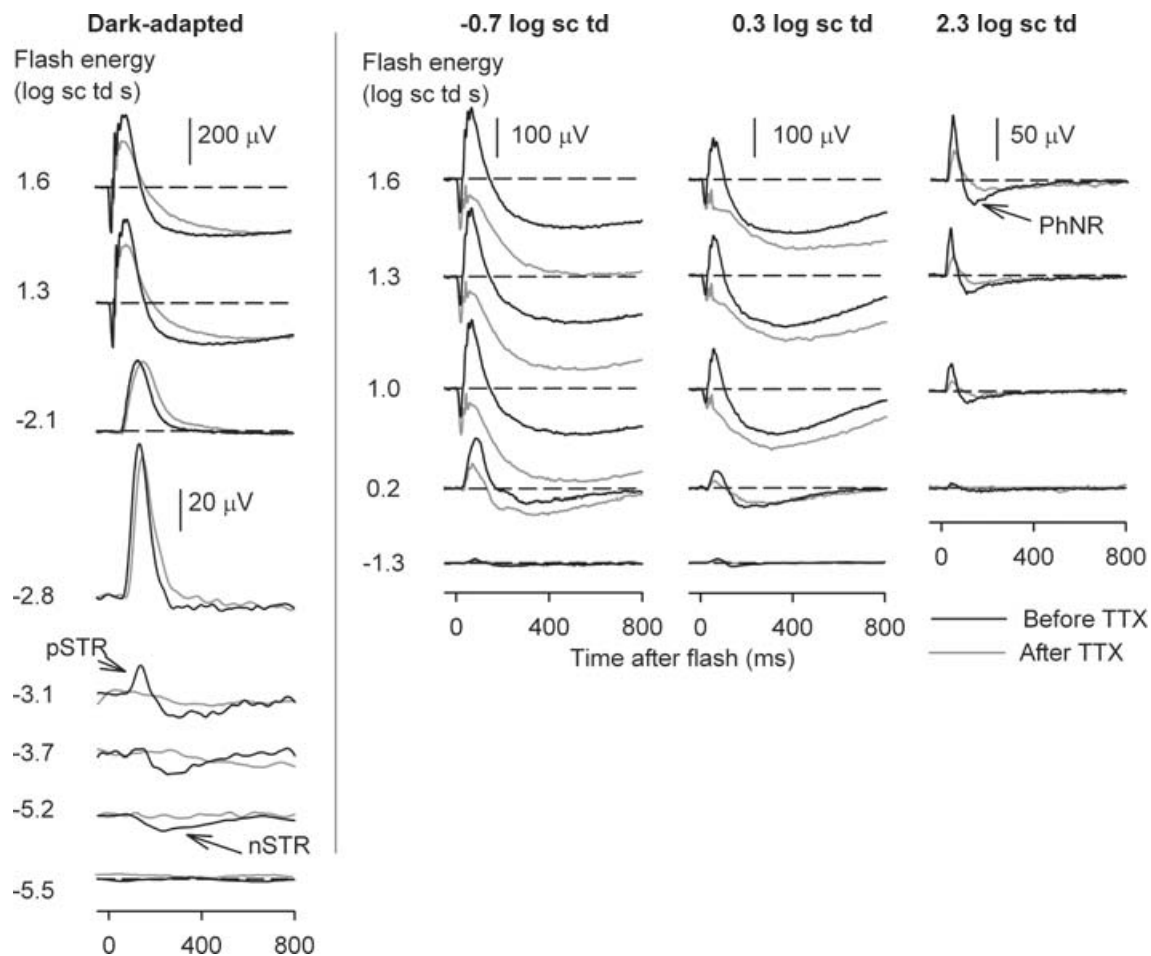 Dark-adapted
Flash energy
(log sc td s)
200 μV
1.6
1.3
-2.1
20 μV
-2.8
pSTR
-3.1
-3.7
-5.2
nSTR
-5.5
0 400 800
-0.7 log sc td 0.3 log sc td 2.3 log sc td
Flash energy
(log sc td s)
100 μV 100 μV 50 μV
1.6
PhNR
1.3
1.0
0.2
-1.3
0 400 800
0 400 800
0 400 800
Time after flash (ms)
Before TTX
After TTX